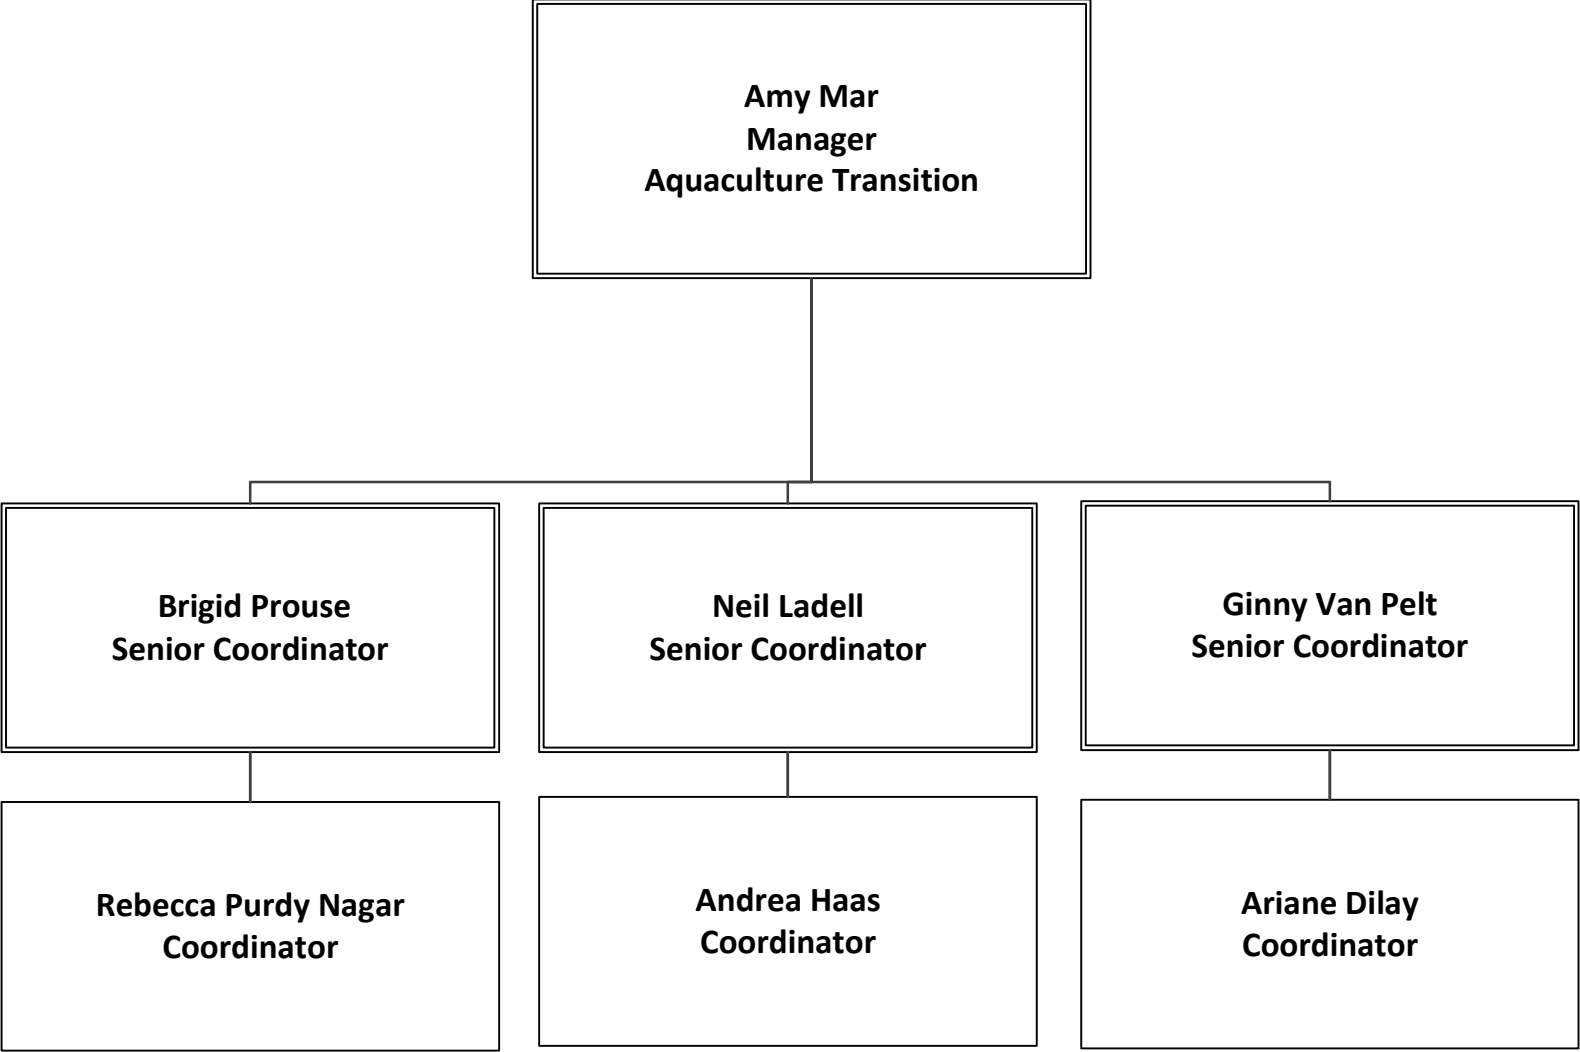 Amy Mar
Manager
Aquaculture Transition
Brigid Prouse
Senior Coordinator
Neil Ladell
Senior Coordinator
Ginny Van Pelt
Senior Coordinator
Rebecca Purdy Nagar
Coordinator
Andrea Haas
Coordinator
Ariane Dilay
Coordinator